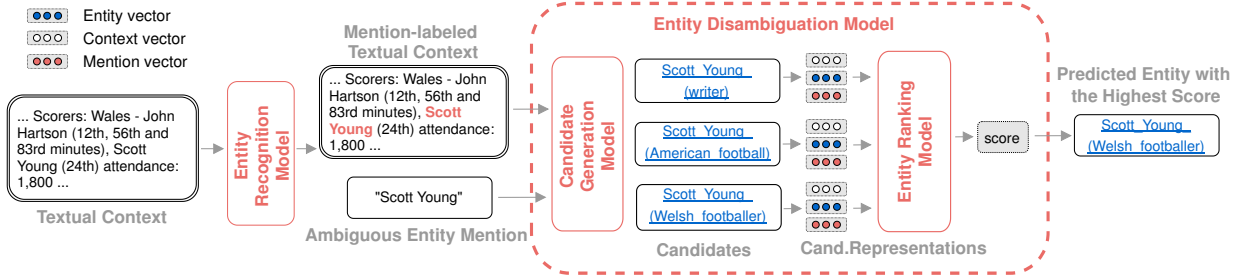 Entity vector
Context vector
Mention vector
... Scorers: Wales - John
Hartson (12th, 56th and
83rd minutes), Scott
Young (24th) attendance:
1,800 ...
Textual Context
Entity
Recognition
Model
Mention-labeled
Textual Context
... Scorers: Wales - John
Hartson (12th, 56th and
83rd minutes), Scott
Young (24th) attendance:
1,800 ...
"Scott Young"
Ambiguous Entity Mention
Entity Disambiguation Model
Candidate
Generation
Model
Scott_Young_
(writer)
Scott_Young_
(American_football)
Scott_Young_
(Welsh_footballer)
Candidates
Cand.Representations
Entity Ranking
Model
score
Predicted Entity with
the Highest Score
Scott_Young_
(Welsh_footballer)